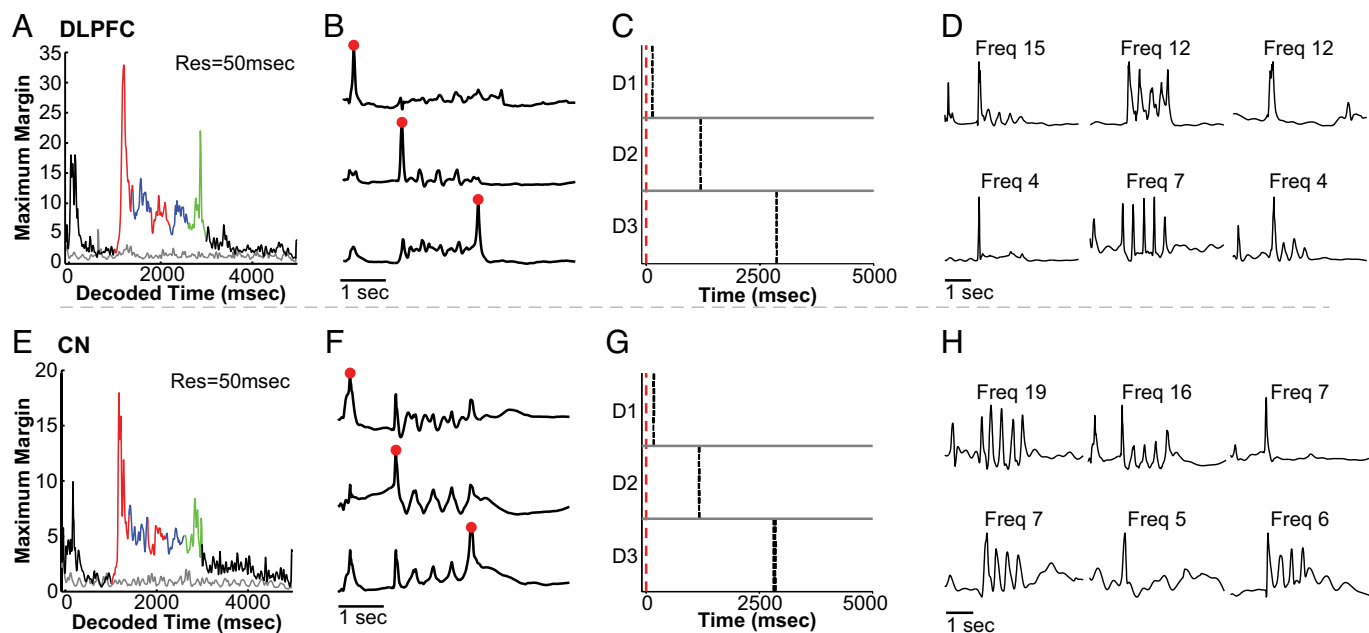 A DLPFC
Res=50msec
Maximum Margin
35
30
25
20
15
10
5
0
0 2000 4000
Decoded Time (msec)
B
1 sec
C
D1
D2
D3
0 2500 5000
Time (msec)
D
Freq 15 Freq 12 Freq 12
Freq 4 Freq 7 Freq 4
1 sec
E CN
Res=50msec
Maximum Margin
20
15
10
5
0
0 2000 4000
Decoded Time (msec)
F
1 sec
G
D1
D2
D3
0 2500 5000
Time (msec)
H
Freq 19 Freq 16 Freq 7
Freq 7 Freq 5 Freq 6
1 sec